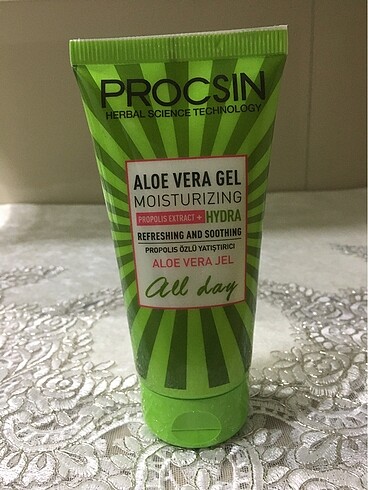 PROCSIN
HERBAL SCIENCE TECHNOLOGY
ALOE VERA GEL
MOISTURIZING
PROPOLIS EXTRACT + HYDRA
REFRESHING AND SOOTHING
PROPOLIS ÖZLÜ YATIŞTIRICI
ALOE VERA JEL
all day